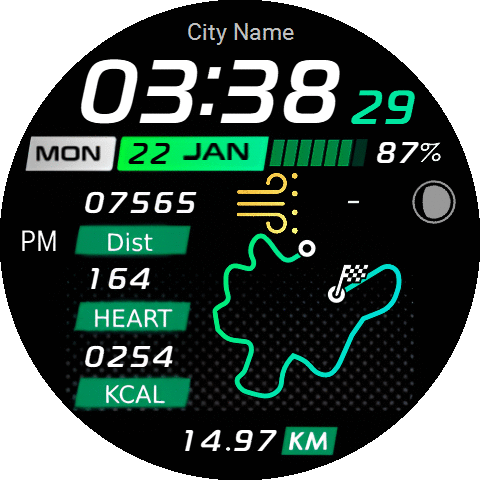 City Name
03:38 29
MON 22 JAN 87%
07565 -
PM Dist
164
HEART
0254
KCAL
14.97 KM